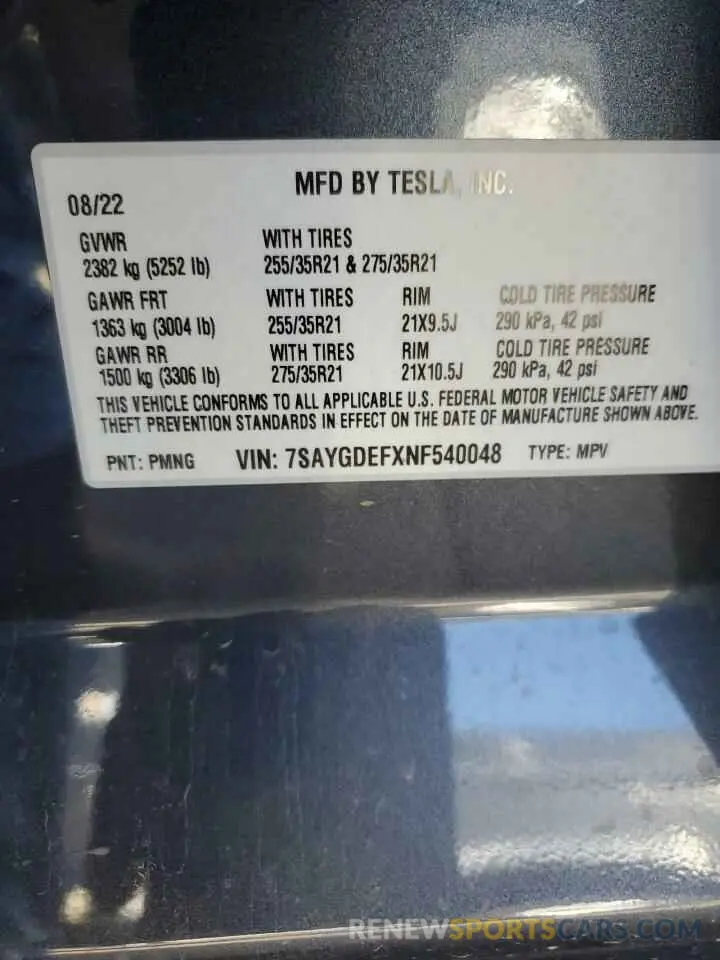 MFD BY TESLA, INC.
08/22
GVWR WITH TIRES
2382 kg (5252 lb) 255/35R21 & 275/35R21
GAWR FRT WITH TIRES RIM COLD TIRE PRESSURE
1363 kg (3004 lb) 255/35R21 21X9.5J 290 kPa, 42 psi
GAWR RR WITH TIRES RIM COLD TIRE PRESSURE
1500 kg (3306 lb) 275/35R21 21X10.5J 290 kPa, 42 psi
THIS VEHICLE CONFORMS TO ALL APPLICABLE U.S. FEDERAL MOTOR VEHICLE SAFETY AND
THEFT PREVENTION STANDARDS IN EFFECT ON THE DATE OF MANUFACTURE SHOWN ABOVE.
PNT: PMNG VIN: 7SAYGDEFXNF540048 TYPE: MPV
RENEWSPORTSCARS.COM